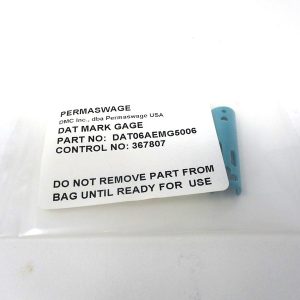 PERMASWAGE
DMC Inc., dba Permaswage USA
DAT MARK GAGE
PART NO: DAT06AEMG5006
CONTROL NO: 367807
DO NOT REMOVE PART FROM
BAG UNTIL READY FOR USE